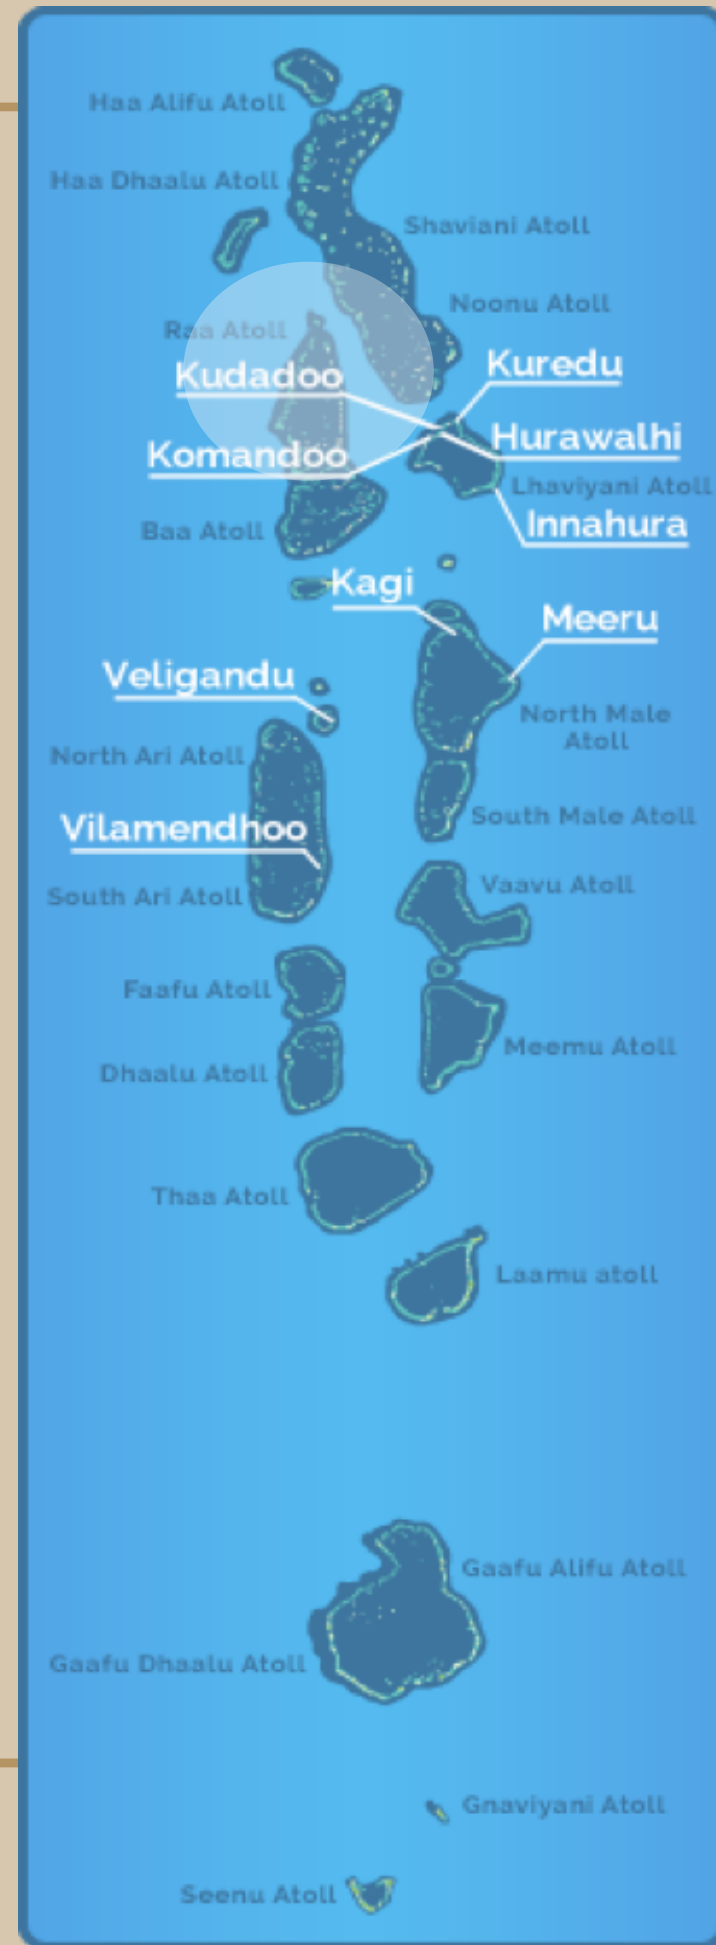 Haa Alifu Atoll
Haa Dhaalu Atoll
Shaviani Atoll
Noonu Atoll
Raa Atoll
Kudadoo
Kuredu
Hurawalhi
Komandoo
Lhaviyani Atoll
Innahura
Baa Atoll
Kagi
Meeru
Veligandu
North Male
Atoll
North Ari Atoll
South Male Atoll
Vilamendhoo
Vaavu Atoll
South Ari Atoll
Faafu Atoll
Meemu Atoll
Dhaalu Atoll
Thaa Atoll
Laamu atoll
Gaafu Alifu Atoll
Gaafu Dhaalu Atoll
Gnaviyani Atoll
Seenu Atoll